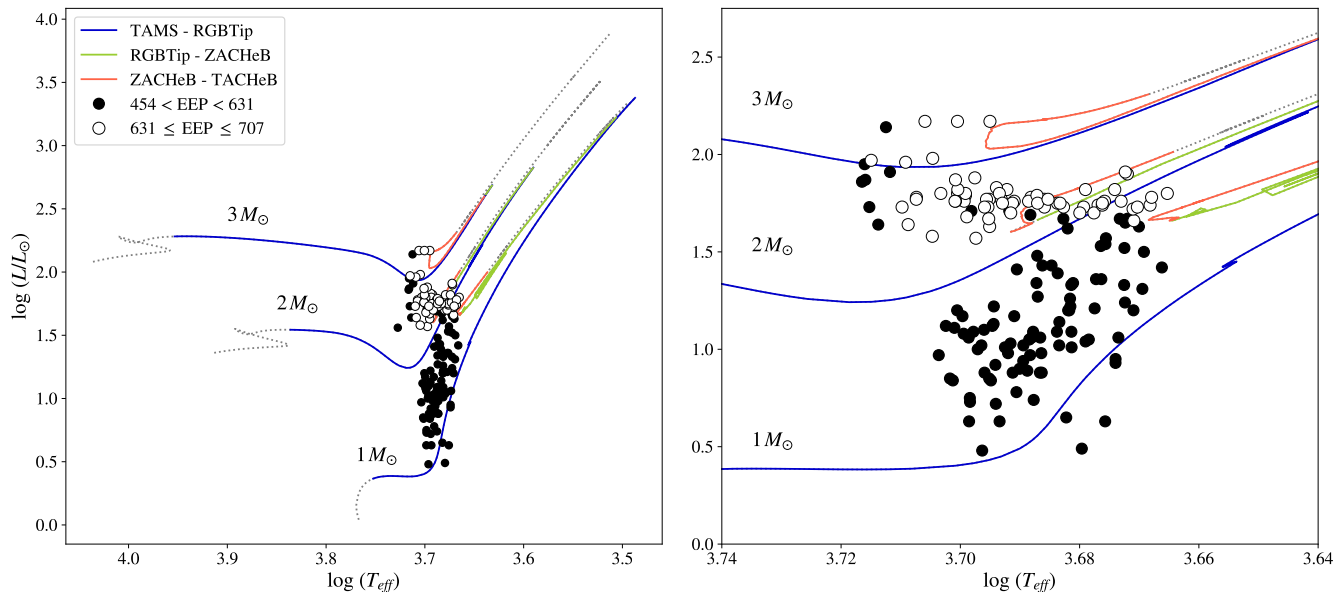 4.0
3.5
3.0
2.5
2.0
1.5
1.0
0.5
0.0
log (L/L☉)
TAMS - RGBTip
RGBTip - ZACHeB
ZACHeB - TACHeB
454 < EEP < 631
631 ≤ EEP ≤ 707
3 M☉
2 M☉
1 M☉
4.0 3.9 3.8 3.7 3.6 3.5
log (T_eff)
2.5
2.0
1.5
1.0
0.5
0.0
3 M☉
2 M☉
1 M☉
3.74 3.72 3.70 3.68 3.66 3.64
log (T_eff)